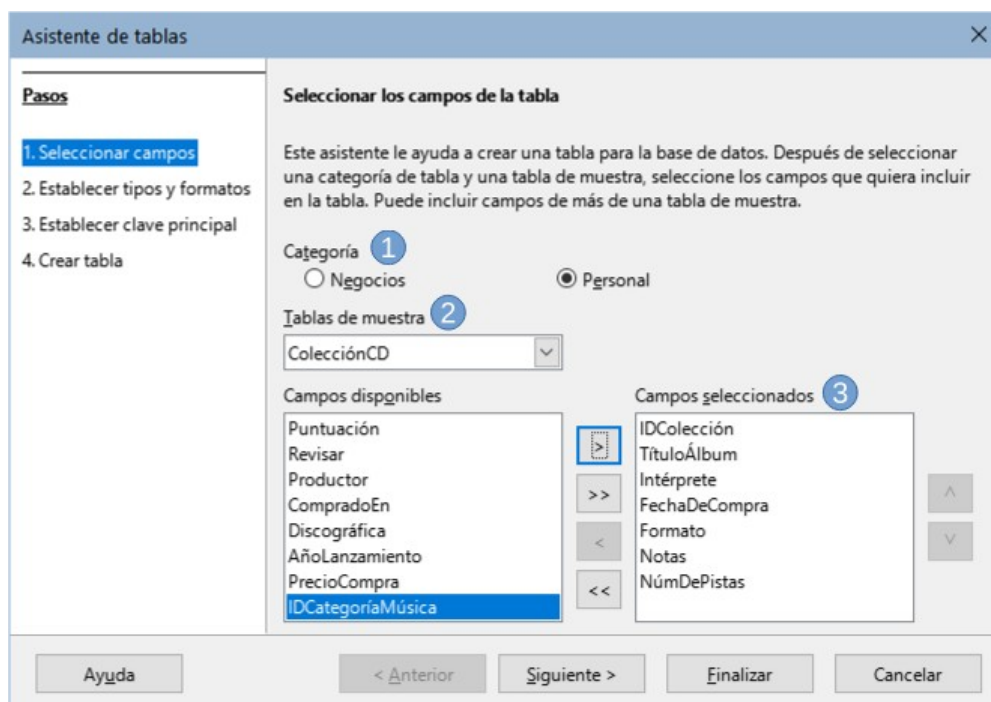 Asistente de tablas
Pasos
1. Seleccionar campos
2. Establecer tipos y formatos
3. Establecer clave principal
4. Crear tabla
Seleccionar los campos de la tabla
Este asistente le ayuda a crear una tabla para la base de datos. Después de seleccionar
una categoría de tabla y una tabla de muestra, seleccione los campos que quiera incluir
en la tabla. Puede incluir campos de más de una tabla de muestra.
Categoría 1
Negocios Personal
Tablas de muestra 2
ColecciónCD
Campos disponibles
Puntuación
Revisar
Productor
CompradoEn
Discográfica
AñoLanzamiento
PrecioCompra
IDCategoríaMúsica
>
>>
<
<<
Campos seleccionados 3
IDColección
TítuloÁlbum
Intérprete
FechaDeCompra
Formato
Notas
NúmDePistas
Ayuda < Anterior Siguiente > Finalizar Cancelar